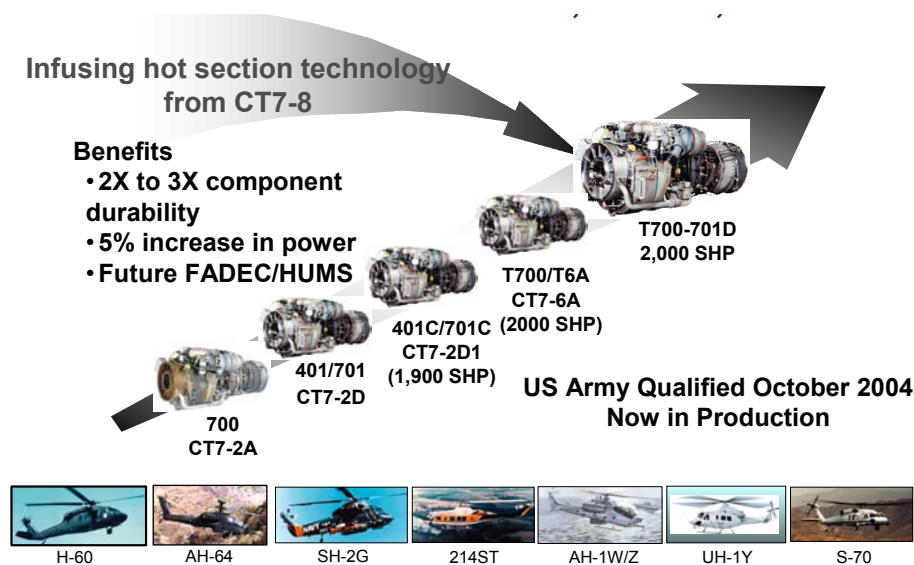 Infusing hot section technology
from CT7-8
Benefits
• 2X to 3X component
durability
• 5% increase in power
• Future FADEC/HUMS
T700-701D
2,000 SHP
T700/T6A
CT7-6A
(2000 SHP)
401C/701C
CT7-2D1
(1,900 SHP)
401/701
CT7-2D
700
CT7-2A
US Army Qualified October 2004
Now in Production
H-60
AH-64
SH-2G
214ST
AH-1W/Z
UH-1Y
S-70